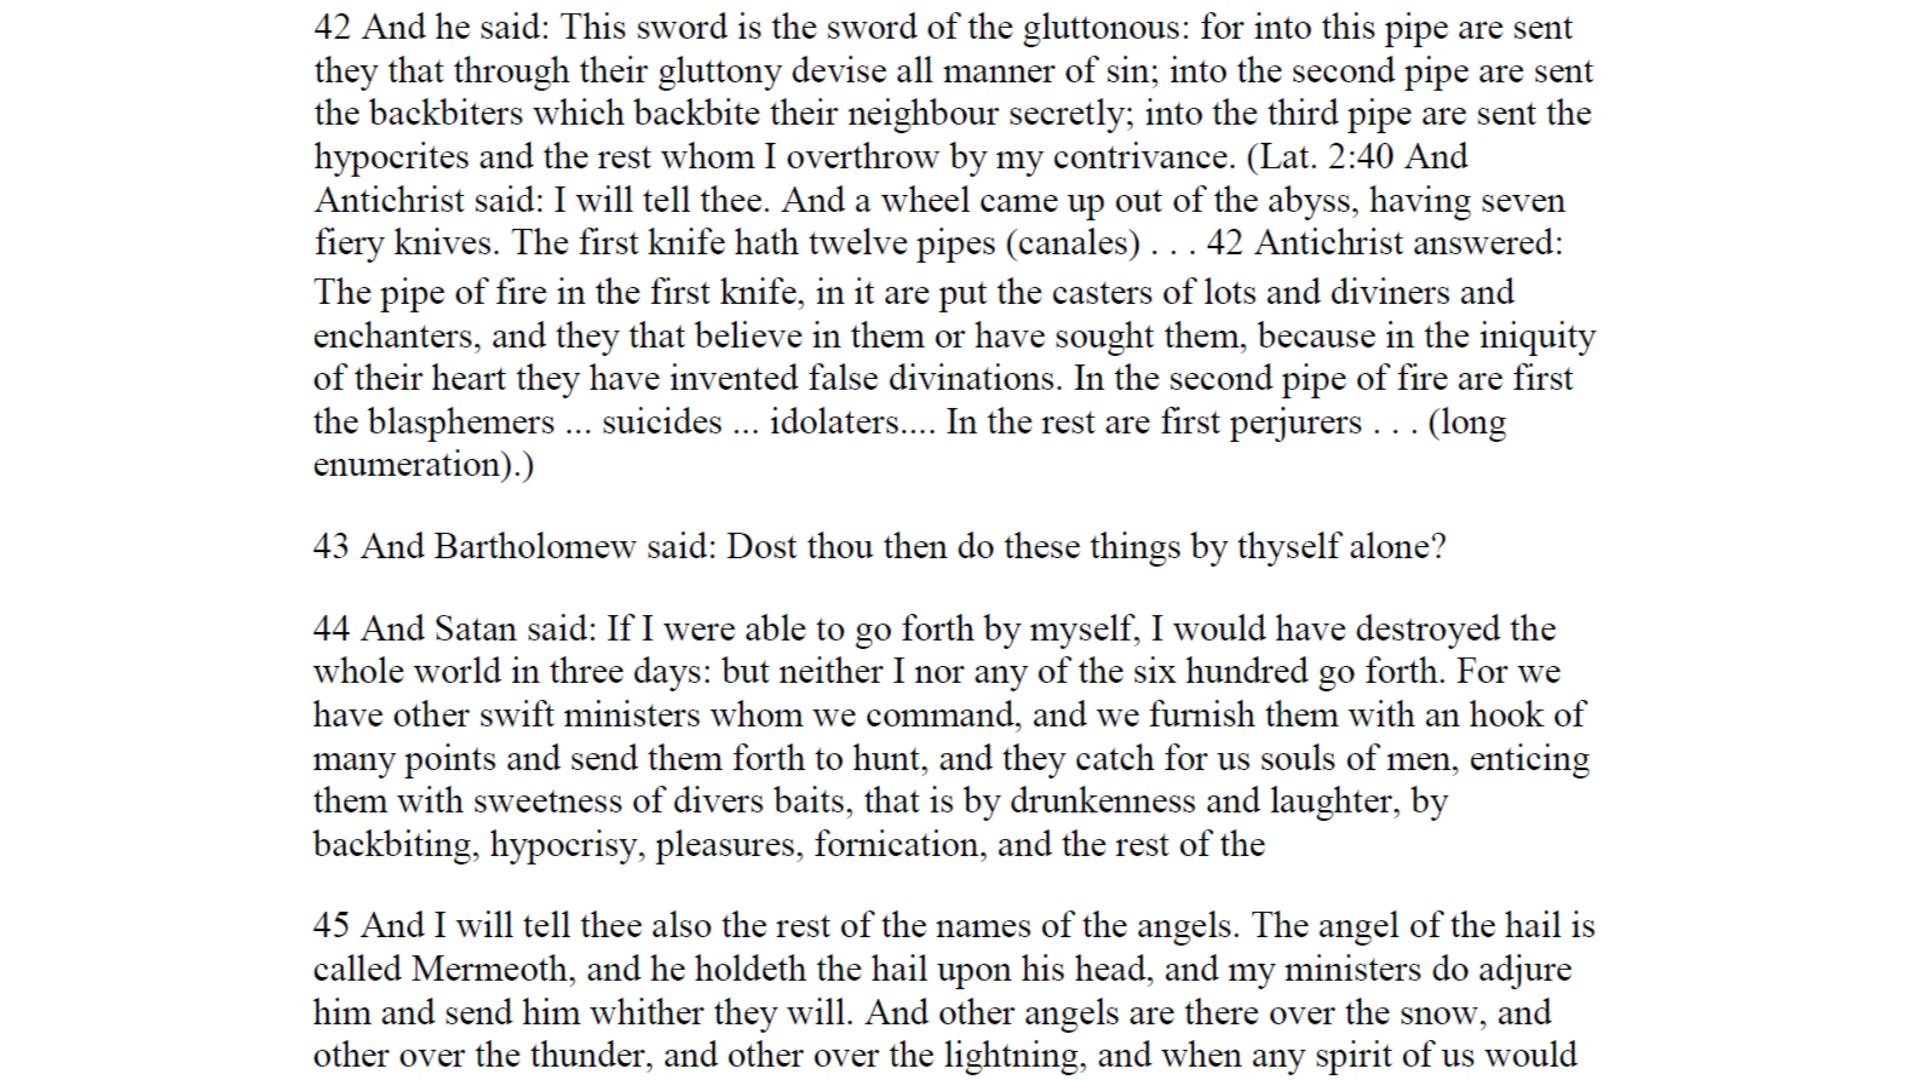 42 And he said: This sword is the sword of the gluttonous: for into this pipe are sent
they that through their gluttony devise all manner of sin; into the second pipe are sent
the backbiters which backbite their neighbour secretly; into the third pipe are sent the
hypocrites and the rest whom I overthrow by my contrivance. (Lat. 2:40 And
Antichrist said: I will tell thee. And a wheel came up out of the abyss, having seven
fiery knives. The first knife hath twelve pipes (canales) . . . 42 Antichrist answered:
The pipe of fire in the first knife, in it are put the casters of lots and diviners and
enchanters, and they that believe in them or have sought them, because in the iniquity
of their heart they have invented false divinations. In the second pipe of fire are first
the blasphemers ... suicides ... idolaters.... In the rest are first perjurers . . . (long
enumeration).)
43 And Bartholomew said: Dost thou then do these things by thyself alone?
44 And Satan said: If I were able to go forth by myself, I would have destroyed the
whole world in three days: but neither I nor any of the six hundred go forth. For we
have other swift ministers whom we command, and we furnish them with an hook of
many points and send them forth to hunt, and they catch for us souls of men, enticing
them with sweetness of divers baits, that is by drunkenness and laughter, by
backbiting, hypocrisy, pleasures, fornication, and the rest of the
45 And I will tell thee also the rest of the names of the angels. The angel of the hail is
called Mermeoth, and he holdeth the hail upon his head, and my ministers do adjure
him and send him whither they will. And other angels are there over the snow, and
other over the thunder, and other over the lightning, and when any spirit of us would